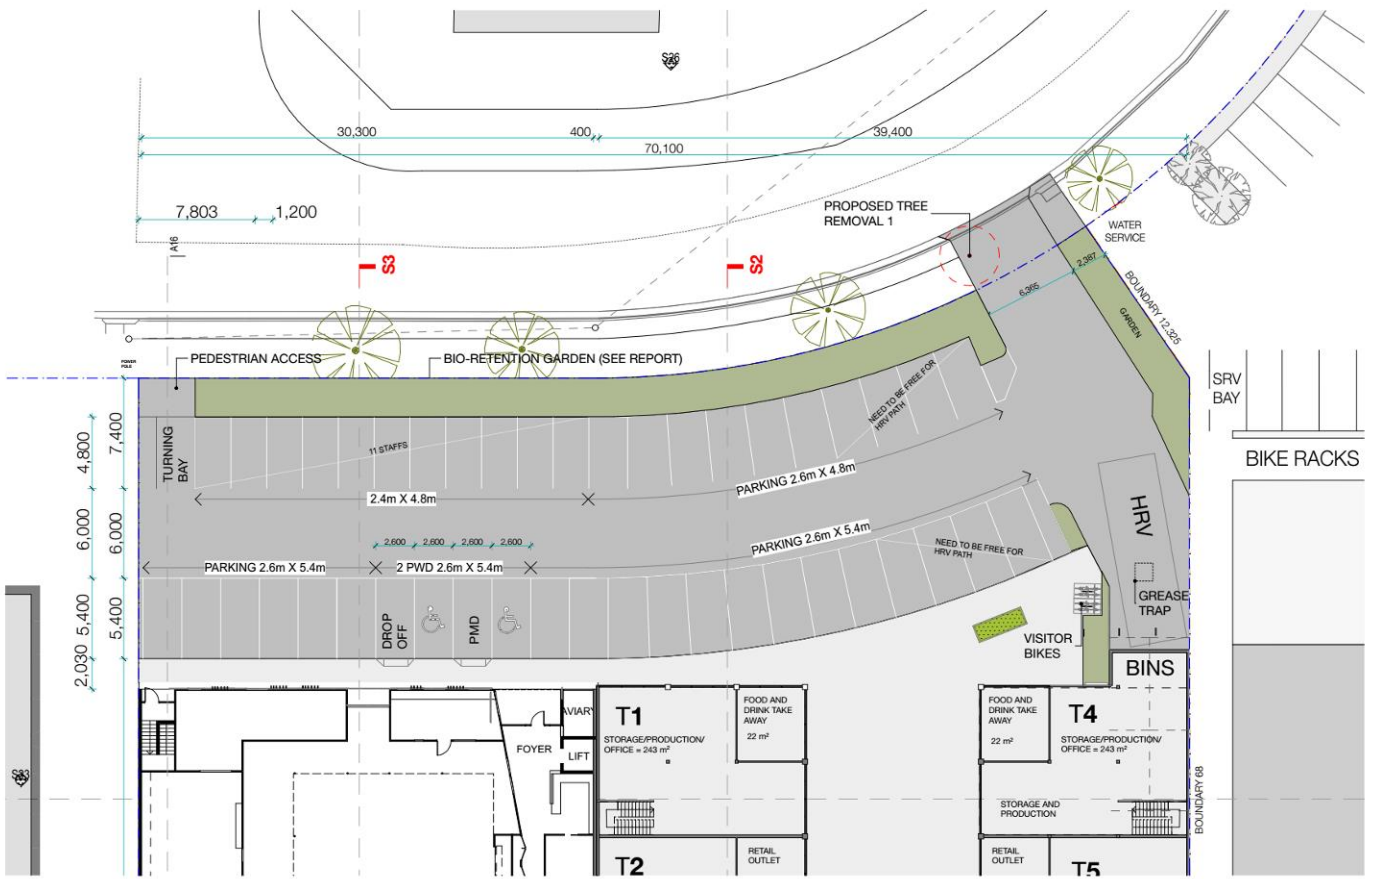 S26
30,300
400
39,400
70,100
7,803
1,200
A16
S3
S2
PROPOSED TREE
REMOVAL 1
WATER
SERVICE
2,387
6,365
BOUNDARY 12.325
GARDEN
POWER
POLE
PEDESTRIAN ACCESS
BIO-RETENTION GARDEN (SEE REPORT)
NEED TO BE FREE FOR
HRV PATH
SRV
BAY
BIKE RACKS
4,800
7,400
TURNING
BAY
11 STAFFS
2.4m X 4.8m
PARKING 2.6m X 4.8m
HRV
6,000
6,000
2,600
2,600
2,600
2,600
PARKING 2.6m X 5.4m
NEED TO BE FREE FOR
HRV PATH
PARKING 2.6m X 5.4m
2 PWD 2.6m X 5.4m
GREASE
TRAP
5,400
5,400
DROP
OFF
PMD
VISITOR
BIKES
2,030
BINS
AVIARY
FOYER
LIFT
T1
STORAGE/PRODUCTION/
OFFICE = 243 m²
FOOD AND
DRINK TAKE
AWAY
22 m²
FOOD AND
DRINK TAKE
AWAY
22 m²
T4
STORAGE/PRODUCTION/
OFFICE = 243 m²
STORAGE AND
PRODUCTION
BOUNDARY 68
T2
RETAIL
OUTLET
RETAIL
OUTLET
T5